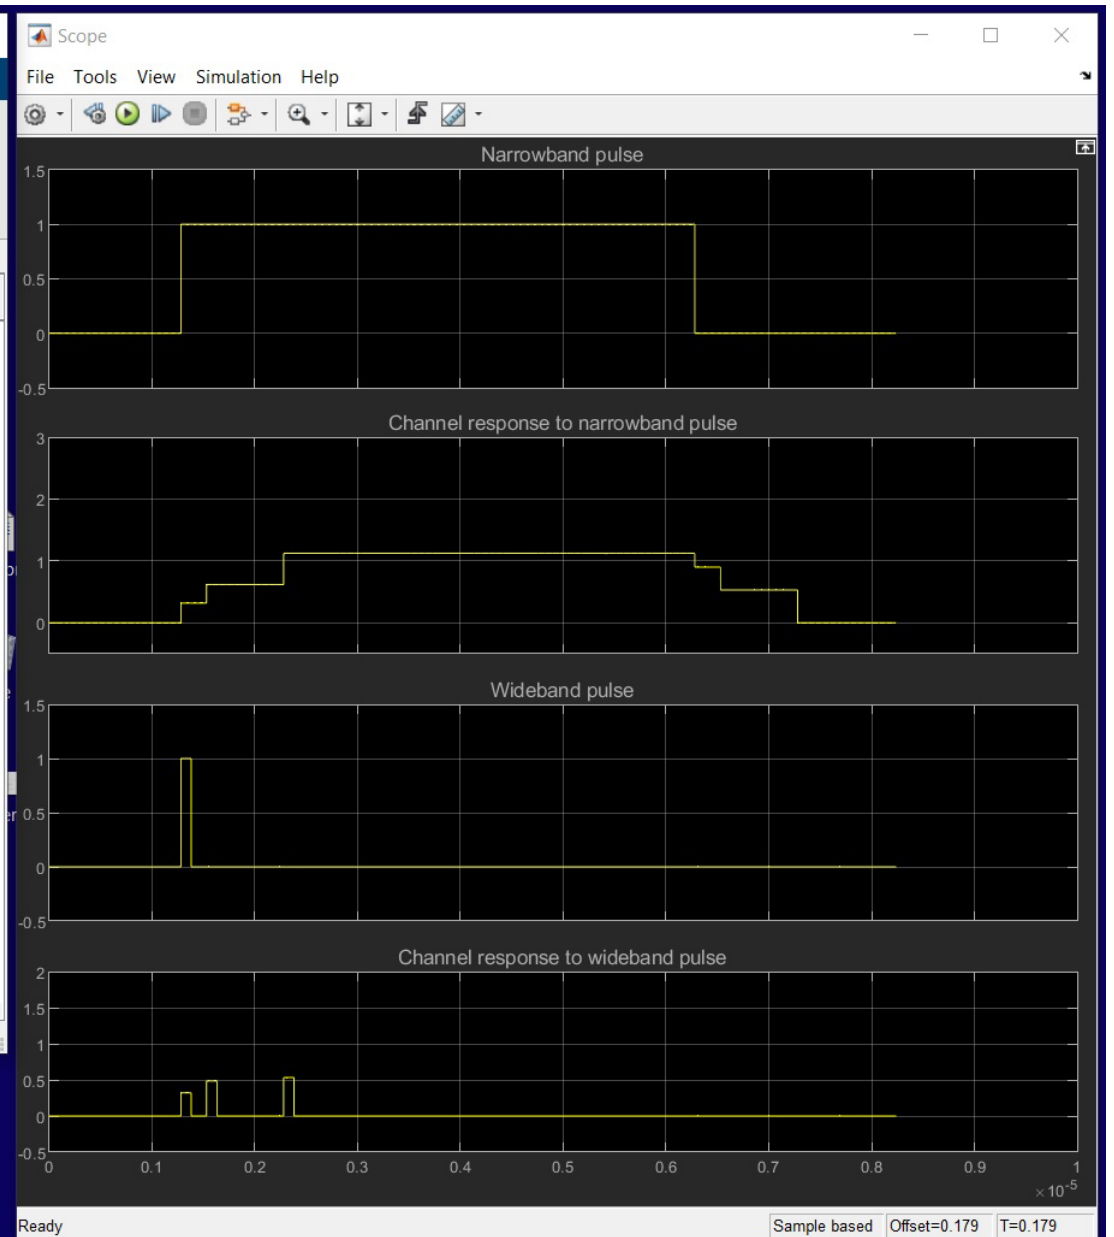 Scope
File Tools View Simulation Help
Narrowband pulse
1.5
1
0.5
0
-0.5
Channel response to narrowband pulse
3
2
1
0
Wideband pulse
1.5
1
0.5
0
-0.5
Channel response to wideband pulse
2
1.5
1
0.5
0
-0.5
0 0.1 0.2 0.3 0.4 0.5 0.6 0.7 0.8 0.9 1
×10-5
Ready Sample based Offset=0.179 T=0.179